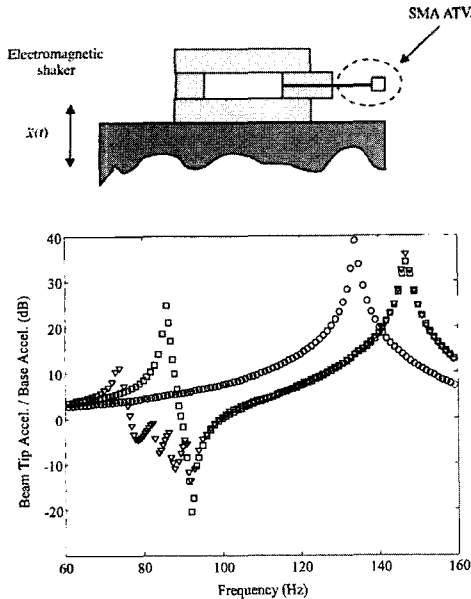 SMA ATVA
Electromagnetic
shaker
ẍ(t)
40
30
20
10
0
-10
-20
-30
60
80
100
120
140
160
Beam Tip Accel. / Base Accel. (dB)
Frequency (Hz)